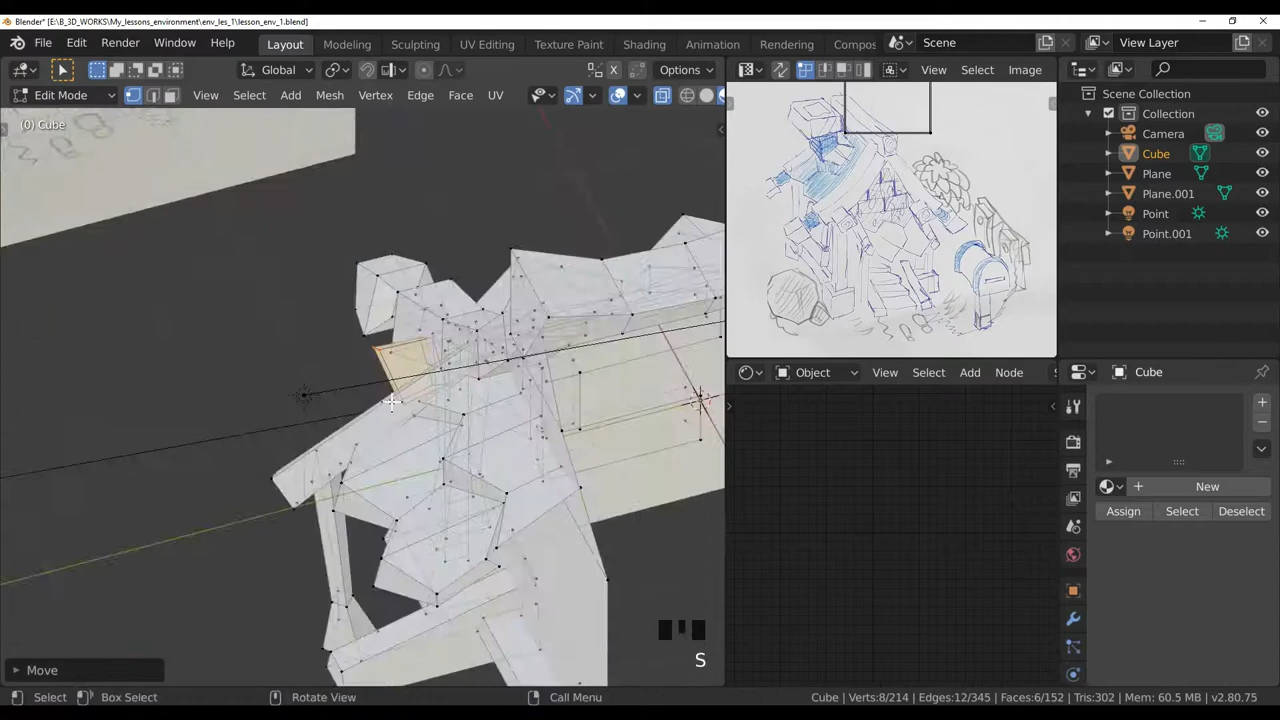 Blender* [E:\B_3D_WORKS\My_lessons_environment\env_les_1\lesson_env_1.blend]
File Edit Render Window Help Layout Modeling Sculpting UV Editing Texture Paint Shading Animation Rendering Compos Scene View Layer
Global Options View Select Image
Edit Mode View Select Add Mesh Vertex Edge Face UV
Scene Collection
Collection
Camera
Cube
Plane
Plane.001
Point
Point.001
(0) Cube
Object View Select Add Node
Cube
New
Assign Select Deselect
S
Move
Select Box Select Rotate View Call Menu Cube | Verts:8/214 | Edges:12/345 | Faces:6/152 | Tris:302 | Mem: 60.5 MB | v2.80.75